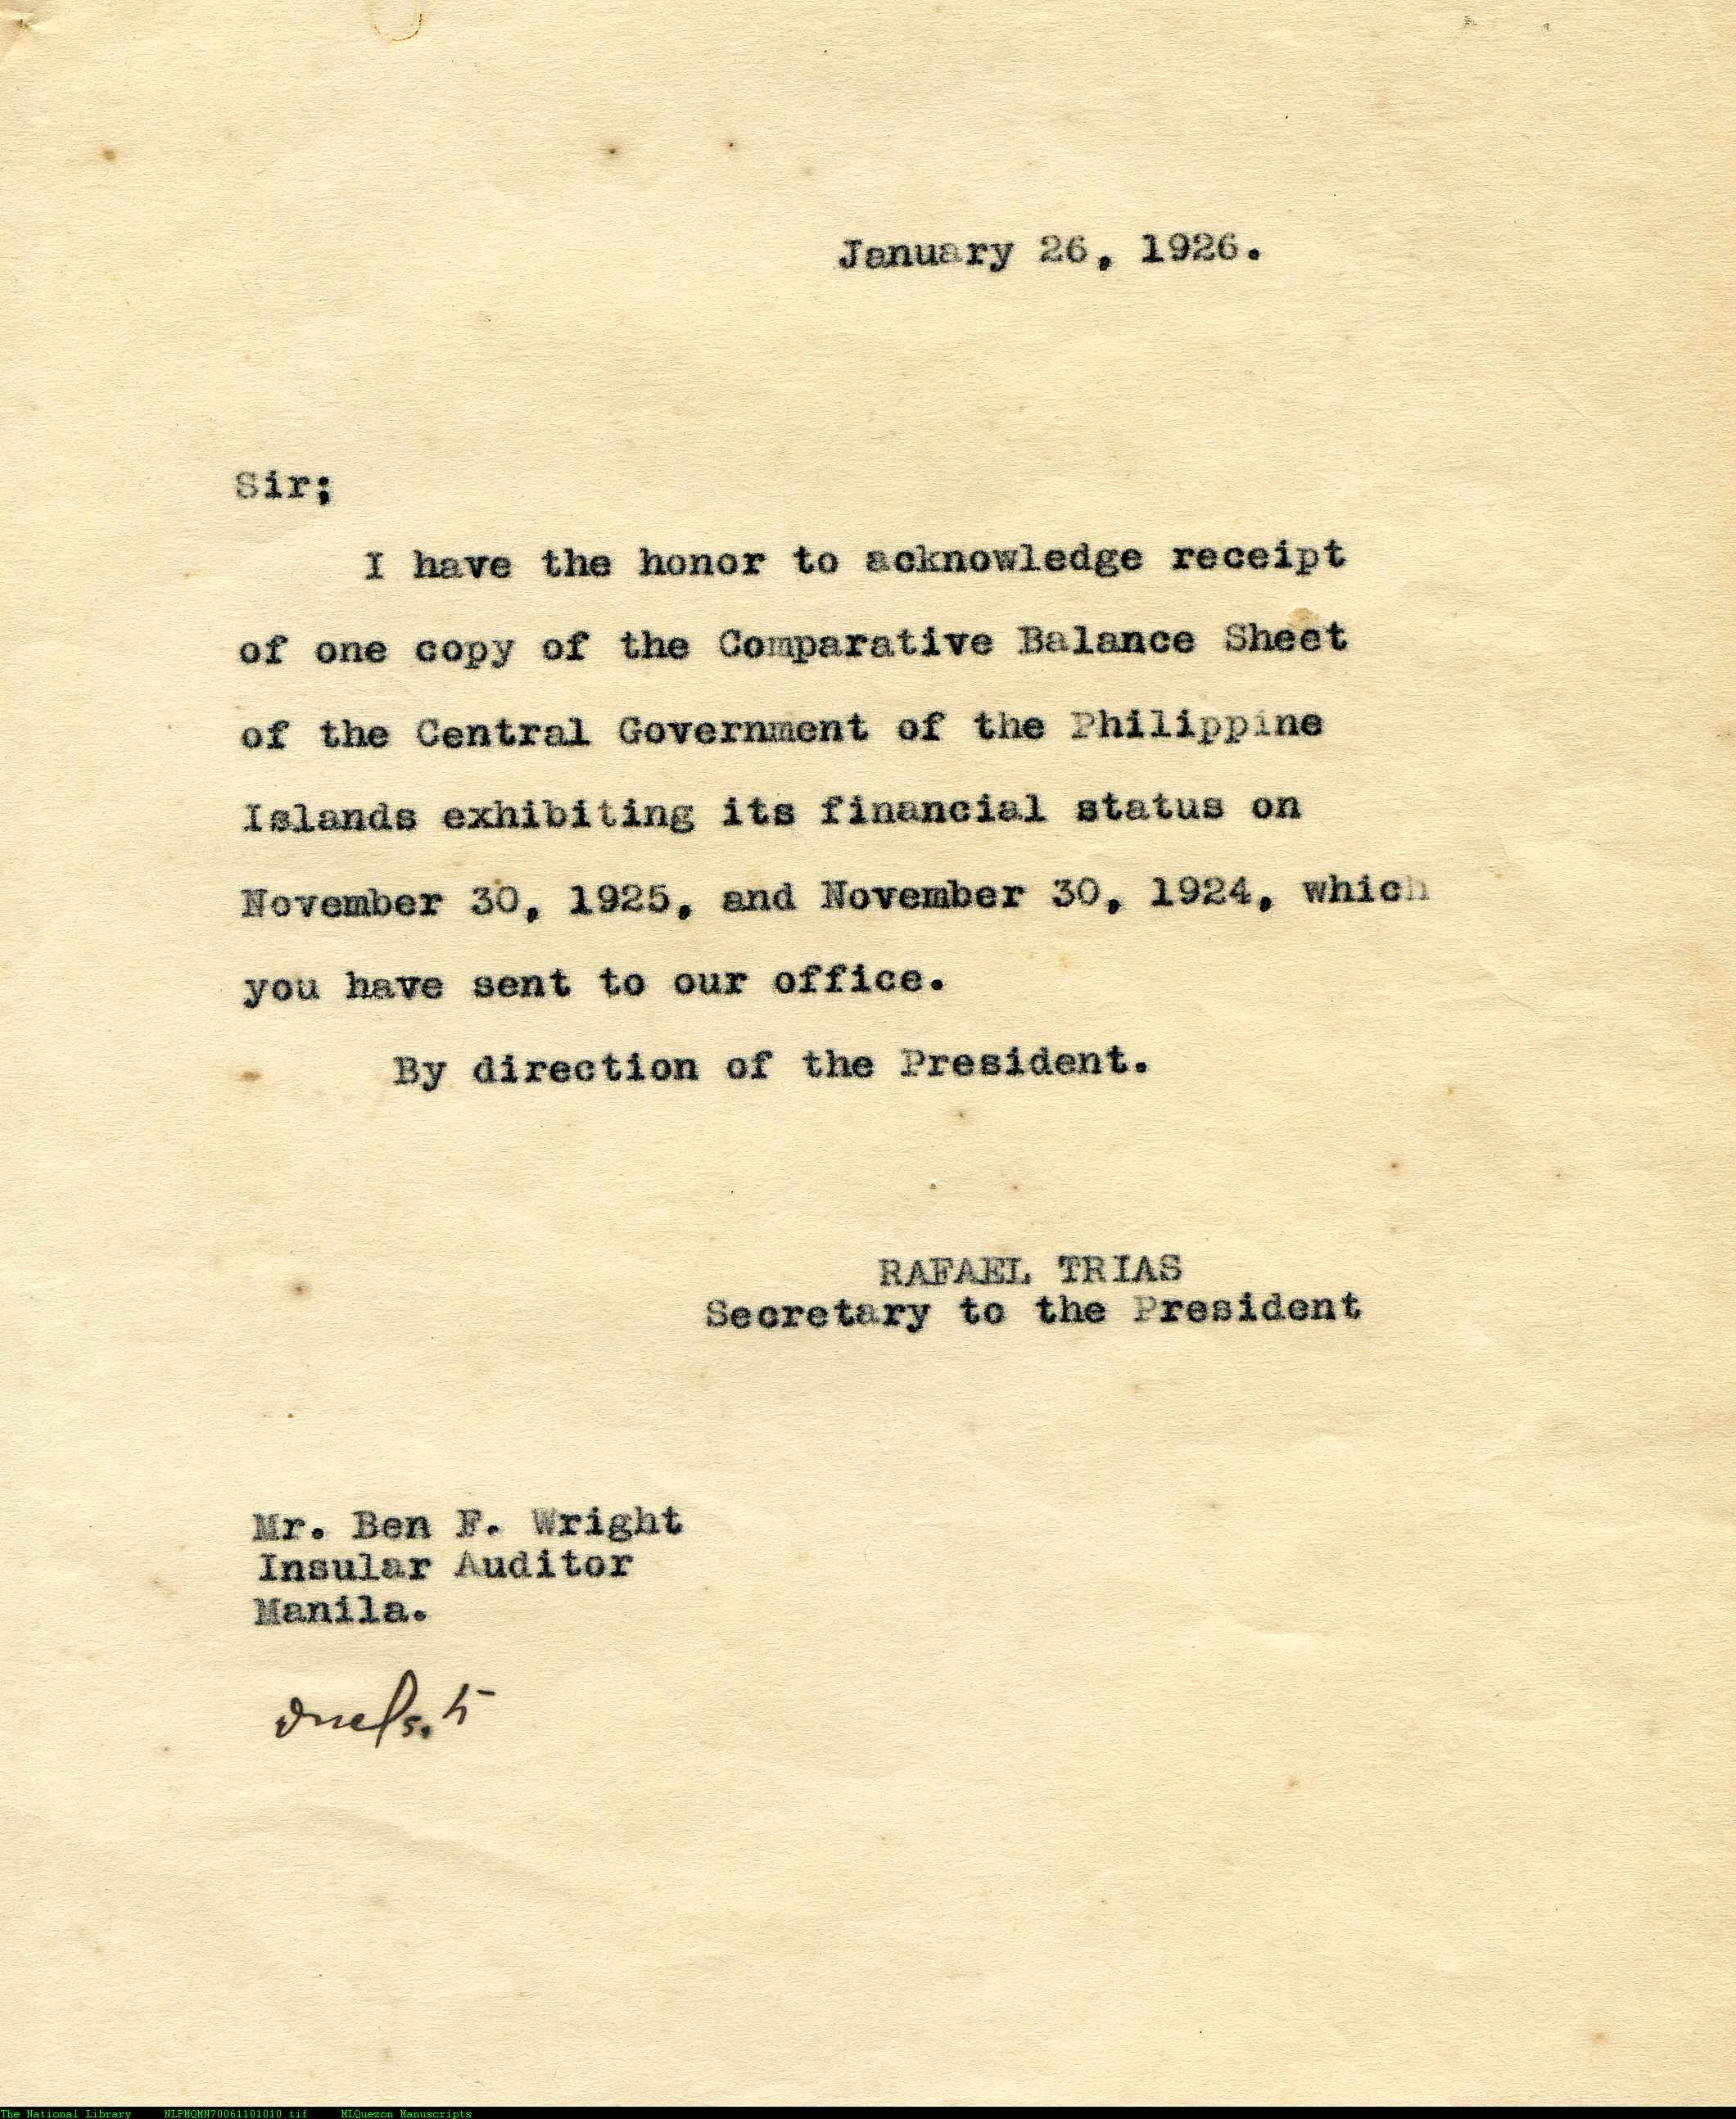 January 26, 1926.
Sir;
I have the honor to acknowledge receipt
of one copy of the Comparative Balance Sheet
of the Central Government of the Philippine
Islands exhibiting its financial status on
November 30, 1925, and November 30, 1924, which
you have sent to our office.
By direction of the President.
RAFAEL TRIAS
Secretary to the President
Mr. Ben F. Wright
Insular Auditor
Manila.
The National Library NLPMQMN70061101010.tif MLQuezon Manuscripts